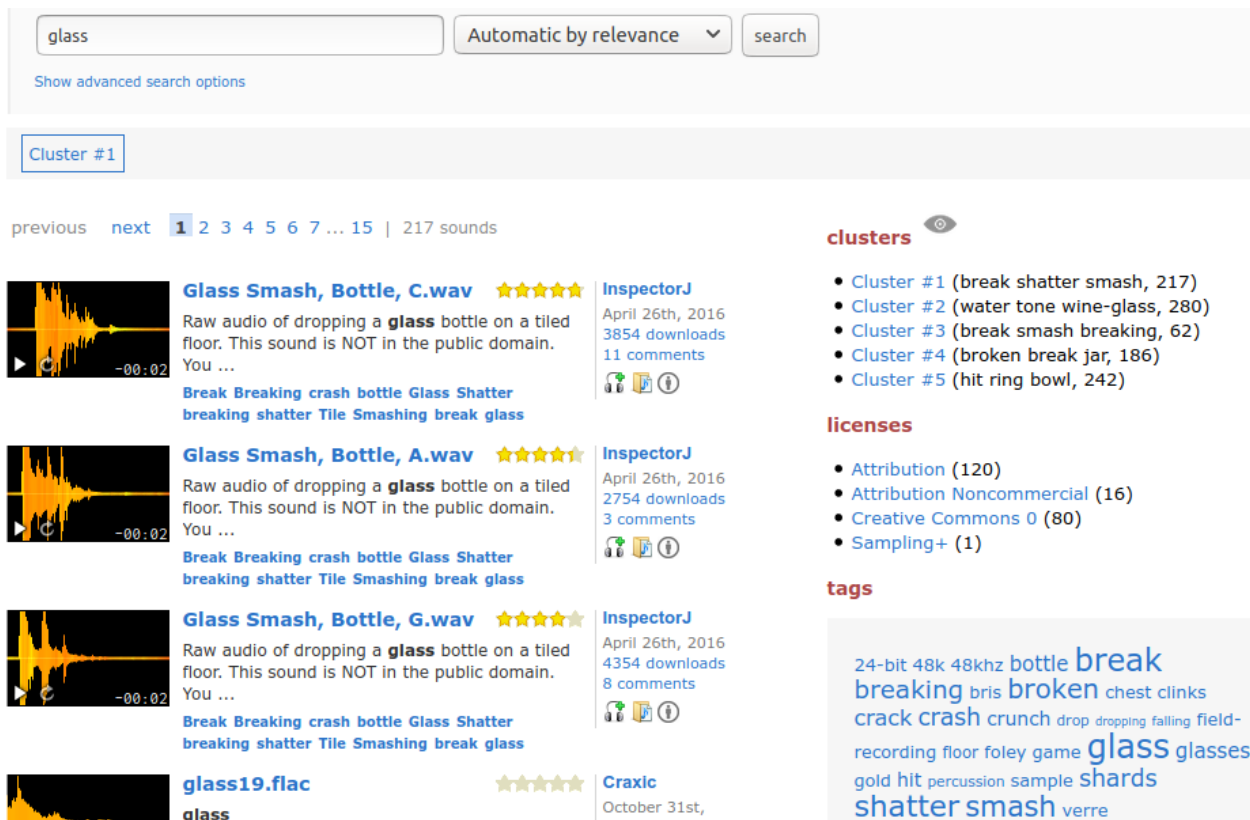 glass
Automatic by relevance
search
Show advanced search options
Cluster #1
previous next 1 2 3 4 5 6 7 ... 15 | 217 sounds
-00:02
Glass Smash, Bottle, C.wav
Raw audio of dropping a glass bottle on a tiled
floor. This sound is NOT in the public domain.
You ...
Break Breaking crash bottle Glass Shatter
breaking shatter Tile Smashing break glass
InspectorJ
April 26th, 2016
3854 downloads
11 comments
-00:02
Glass Smash, Bottle, A.wav
Raw audio of dropping a glass bottle on a tiled
floor. This sound is NOT in the public domain.
You ...
Break Breaking crash bottle Glass Shatter
breaking shatter Tile Smashing break glass
InspectorJ
April 26th, 2016
2754 downloads
3 comments
-00:02
Glass Smash, Bottle, G.wav
Raw audio of dropping a glass bottle on a tiled
floor. This sound is NOT in the public domain.
You ...
Break Breaking crash bottle Glass Shatter
breaking shatter Tile Smashing break glass
InspectorJ
April 26th, 2016
4354 downloads
8 comments
glass19.flac
glass
Craxic
October 31st,
clusters
Cluster #1 (break shatter smash, 217)
Cluster #2 (water tone wine-glass, 280)
Cluster #3 (break smash breaking, 62)
Cluster #4 (broken break jar, 186)
Cluster #5 (hit ring bowl, 242)
licenses
Attribution (120)
Attribution Noncommercial (16)
Creative Commons 0 (80)
Sampling+ (1)
tags
24-bit 48k 48khz bottle break
breaking bris broken chest clinks
crack crash crunch drop dropping falling field-
recording floor foley game glass glasses
gold hit percussion sample shards
shatter smash verre